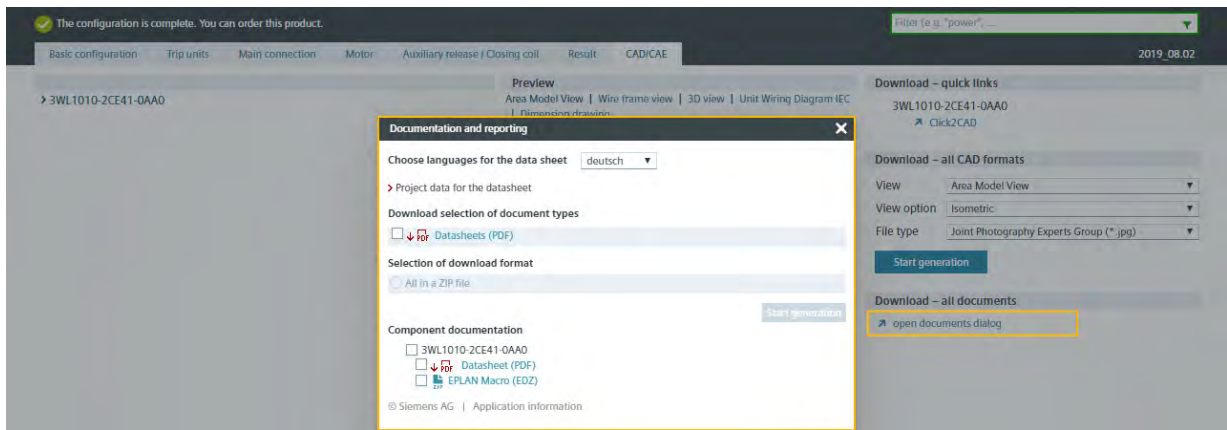 The configuration is complete. You can order this product.
Filter (e.g. "power", ...
Basic configuration Trip units Main connection Motor Auxiliary release / Closing coil Result CAD/CAE 2019_08.02
3WL1010-2CE41-0AA0
Preview
Area Model View | Wire frame view | 3D view | Unit Wiring Diagram IEC
| Dimension drawing
Documentation and reporting
Choose languages for the data sheet deutsch
Project data for the datasheet
Download selection of document types
PDF Datasheets (PDF)
Selection of download format
All in a ZIP file
Start generation
Component documentation
3WL1010-2CE41-0AA0
PDF Datasheet (PDF)
ZIP EPLAN Macro (EDZ)
© Siemens AG | Application information
Download – quick links
3WL1010-2CE41-0AA0
Click2CAD
Download – all CAD formats
View Area Model View
View option Isometric
File type Joint Photography Experts Group (*.jpg)
Start generation
Download – all documents
open documents dialog